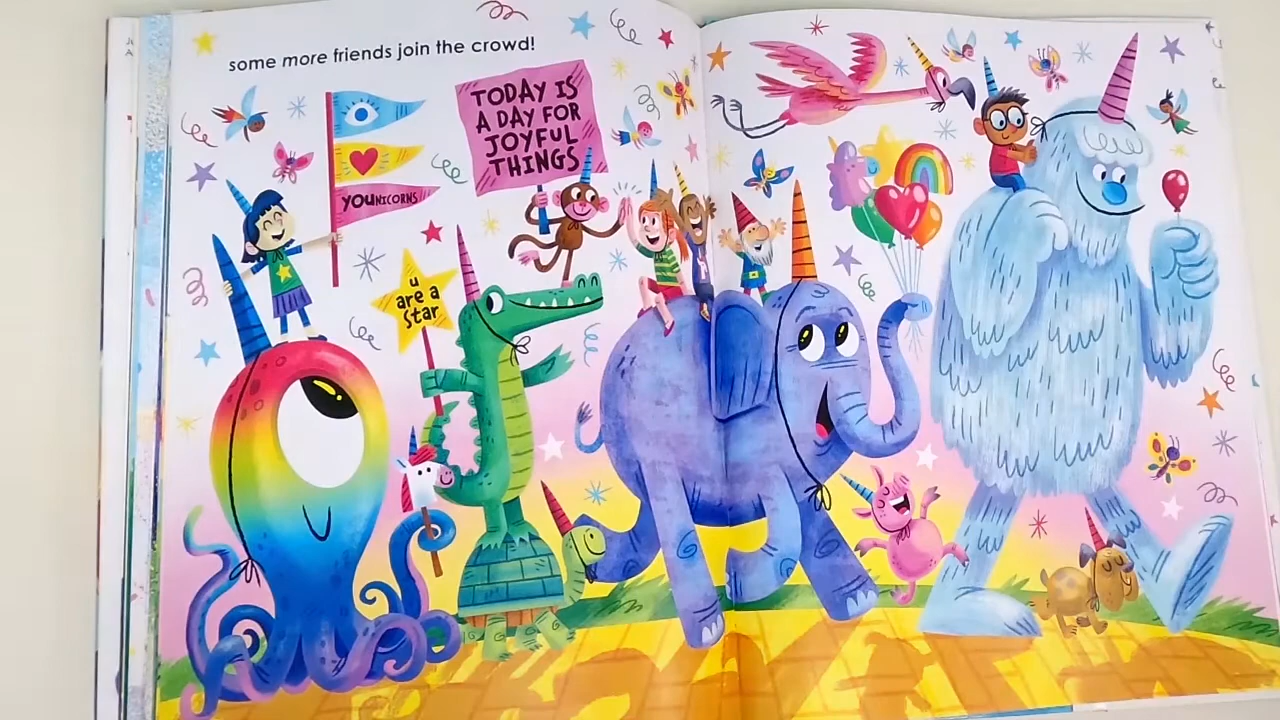 some more friends join the crowd!
TODAY IS
A DAY FOR
JOYFUL
THINGS
YOUNICORNS
u
are a
star